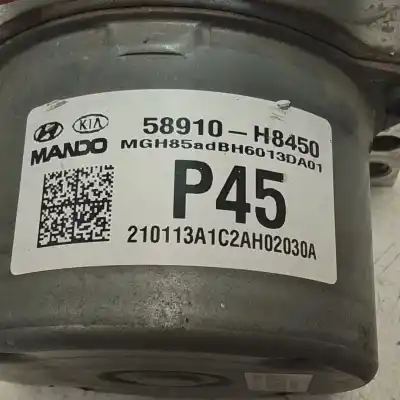 KIA
58910-H8450
MANDO
MGH85adBH6013DA01
P45
210113A1C2AH02030A